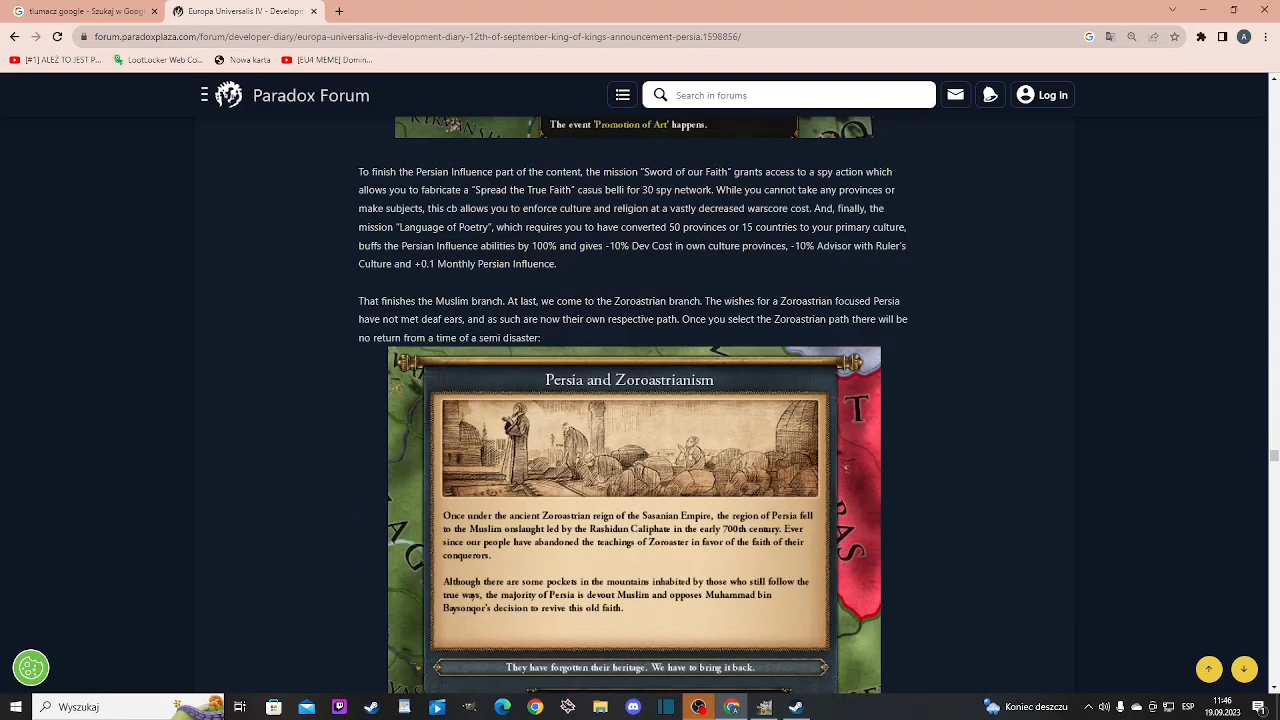 tłumacz.google - Szukaj w Googl
Europa Universalis IV - Developm
forum.paradoxplaza.com/forum/developer-diary/europa-universalis-iv-development-diary-12th-of-september-king-of-kings-announcement-persia.1598856/
[#1] ALEŻ TO JEST P...
LootLocker Web Co...
Nowa karta
[EU4 MEME] Domin...
Paradox Forum
Search in forums
Log in
The event 'Promotion of Art' happens.
To finish the Persian Influence part of the content, the mission "Sword of our Faith" grants access to a spy action which
allows you to fabricate a "Spread the True Faith" casus belli for 30 spy network. While you cannot take any provinces or
make subjects, this cb allows you to enforce culture and religion at a vastly decreased warscore cost. And, finally, the
mission "Language of Poetry", which requires you to have converted 50 provinces or 15 countries to your primary culture,
buffs the Persian Influence abilities by 100% and gives -10% Dev Cost in own culture provinces, -10% Advisor with Ruler's
Culture and +0.1 Monthly Persian Influence.
That finishes the Muslim branch. At last, we come to the Zoroastrian branch. The wishes for a Zoroastrian focused Persia
have not met deaf ears, and as such are now their own respective path. Once you select the Zoroastrian path there will be
no return from a time of a semi disaster:
Persia and Zoroastrianism
Once under the ancient Zoroastrian reign of the Sasanian Empire, the region of Persia fell
to the Muslim onslaught led by the Rashidun Caliphate in the early 700th century. Ever
since our people have abandoned the teachings of Zoroaster in favor of the faith of their
conquerors.
Although there are some pockets in the mountains inhabited by those who still follow the
true ways, the majority of Persia is devout Muslim and opposes Muhammad bin
Baysonqor's decision to revive this old faith.
They have forgotten their heritage. We have to bring it back.
Wyszukaj
Koniec deszczu
11:46
19.09.2023